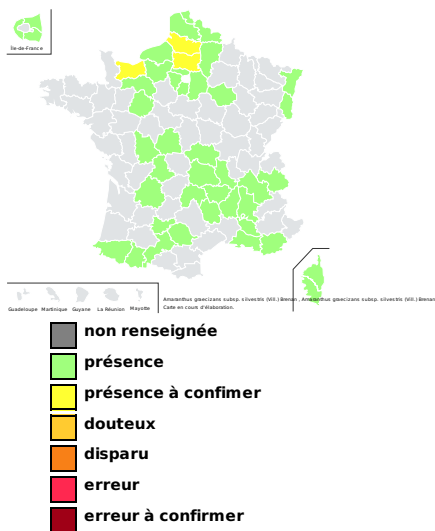 Île-de-France
Guadeloupe Martinique Guyane La Réunion Mayotte
Amaranthus graecizans subsp. silvestris (Vill.) Brenan , Amaranthus graecizans subsp. silvestris (Vill.) Brenan
Carte en cours d'élaboration.
non renseignée
présence
présence à confimer
douteux
disparu
erreur
erreur à confirmer